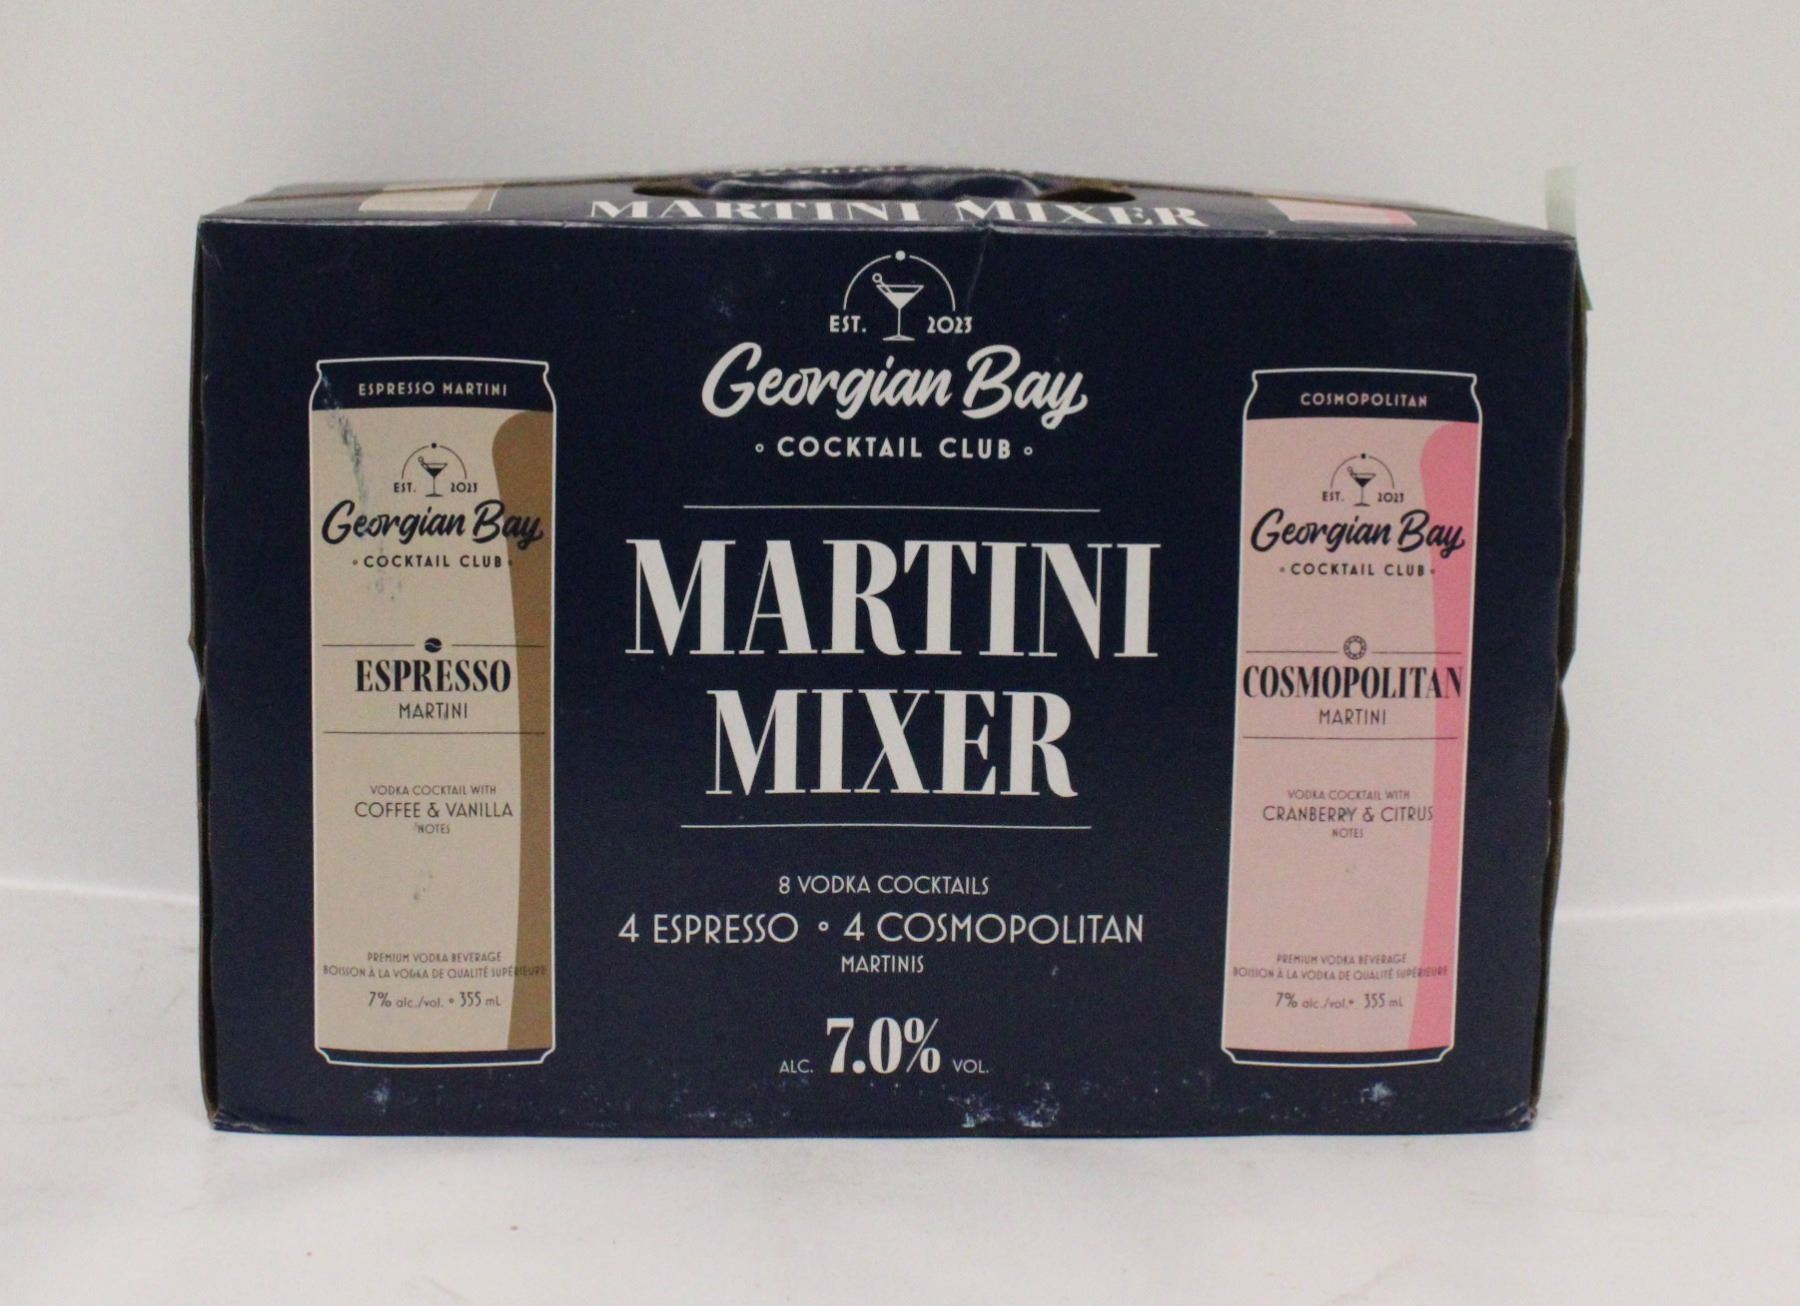 MARTINI MIXER
EST. 2023
Georgian Bay
COCKTAIL CLUB
MARTINI
MIXER
8 VODKA COCKTAILS
4 ESPRESSO ° 4 COSMOPOLITAN
MARTINIS
ALC. 7.0% VOL.
ESPRESSO MARTINI
EST. 2023
Georgian Bay
COCKTAIL CLUB
ESPRESSO
MARTINI
VODKA COCKTAIL WITH
COFFEE & VANILLA
NOTES
PREMIUM VODKA BEVERAGE
BOISSON À LA VODKA DE QUALITÉ SUPÉRIEURE
7% alc./vol. • 355 mL
COSMOPOLITAN
EST. 2023
Georgian Bay
COCKTAIL CLUB
COSMOPOLITAN
MARTINI
VODKA COCKTAIL WITH
CRANBERRY & CITRUS
NOTES
PREMIUM VODKA BEVERAGE
BOISSON À LA VODKA DE QUALITÉ SUPÉRIEURE
7% alc./vol. • 355 mL